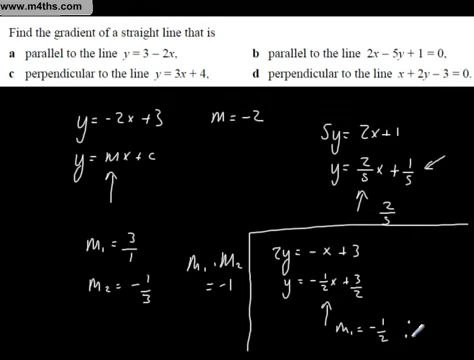 www.m4ths.com
Find the gradient of a straight line that is
a parallel to the line y = 3 − 2x,
b parallel to the line 2x − 5y + 1 = 0,
c perpendicular to the line y = 3x + 4,
d perpendicular to the line x + 2y − 3 = 0.
y = -2x + 3
m = -2
y = mx + c
5y = 2x + 1
y = 2/5 x + 1/5
2/5
m₁ = 3/1
m₂ = -1/3
m₁ . M₂
= -1
2y = -x + 3
y = -1/2 x + 3/2
m₁ = -1/2